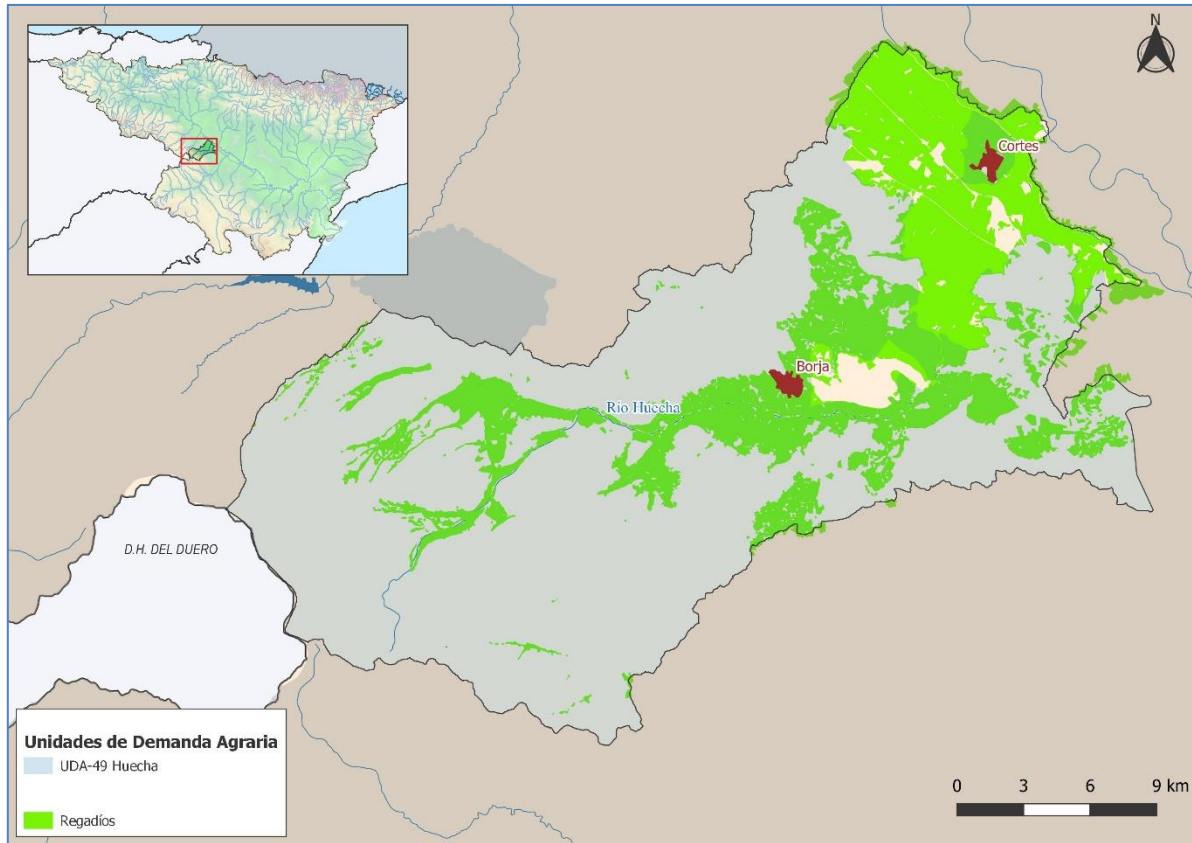 N
Cortes
Borja
Río Huecha
D.H. DEL DUERO
Unidades de Demanda Agraria
UDA-49 Huecha
Regadíos
0 3 6 9 km